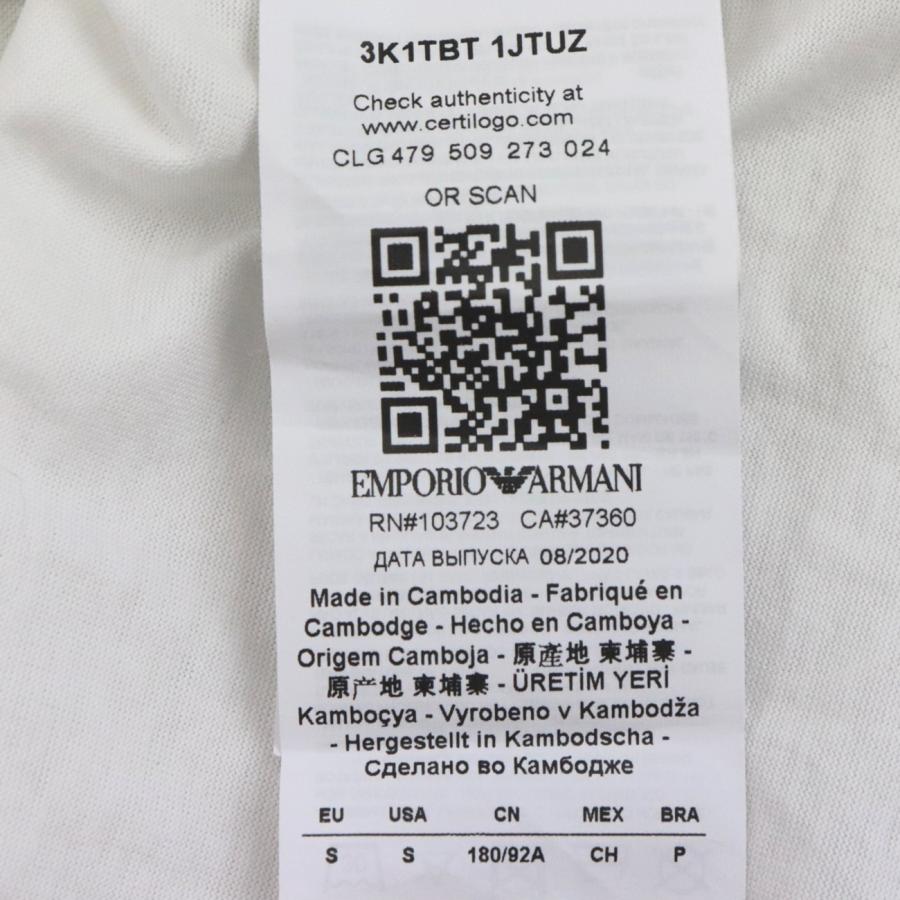 3K1TBT 1JTUZ
Check authenticity at
www.certilogo.com
CLG 479 509 273 024
OR SCAN
EMPORIO ARMANI
RN#103723 CA#37360
ДАТА ВЫПУСКА 08/2020
Made in Cambodia - Fabriqué en
Cambodge - Hecho en Camboya -
Origem Camboja - 原產地 柬埔寨 -
原产地 柬埔寨 - ÜRETİM YERİ
Kamboçya - Vyrobeno v Kambodža
- Hergestellt in Kambodscha -
Сделано во Камбодже
EU USA CN MEX BRA
S S 180/92A CH P